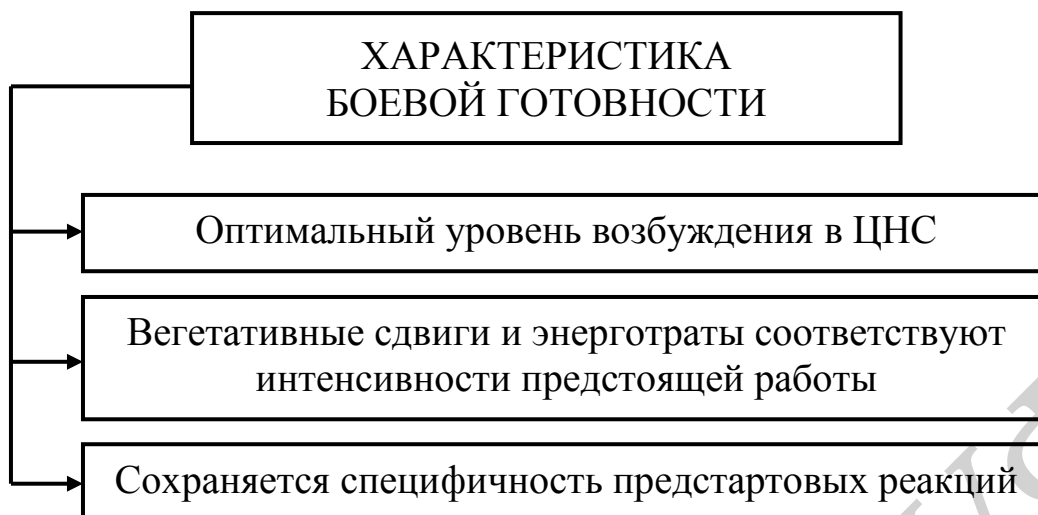 ХАРАКТЕРИСТИКА
БОЕВОЙ ГОТОВНОСТИ
Оптимальный уровень возбуждения в ЦНС
Вегетативные сдвиги и энерготраты соответствуют
интенсивности предстоящей работы
Сохраняется специфичность предстартовых реакций